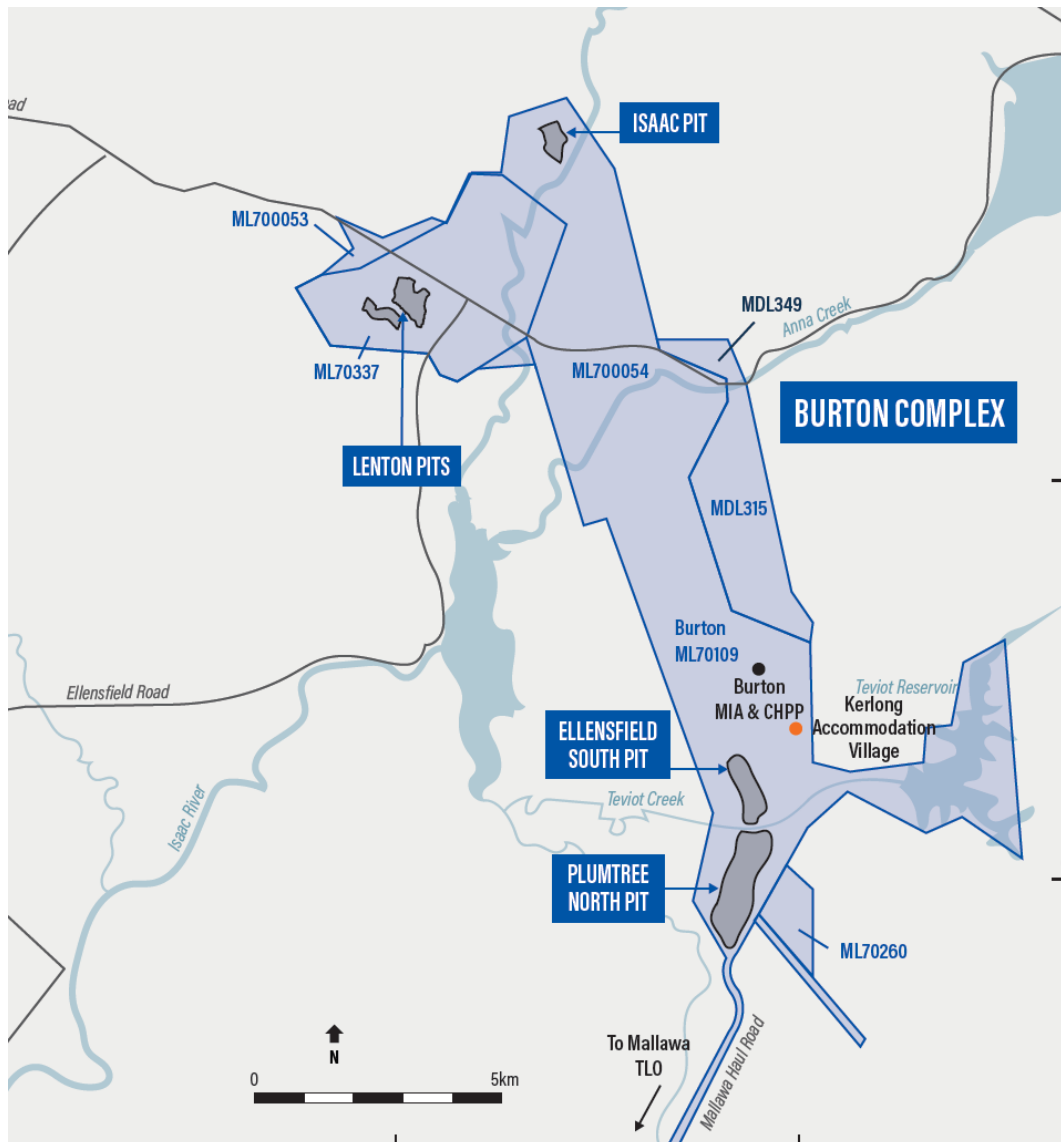 ISAAC PIT
oad
ML700053
MDL349
Anna Creek
ML70337
ML700054
BURTON COMPLEX
LENTON PITS
MDL315
Burton
ML70109
Ellensfield Road
Teviot Reservoir
Burton
MIA & CHPP
Kerlong
Accommodation
Village
ELLENSFIELD
SOUTH PIT
Teviot Creek
Isaac River
PLUMTREE
NORTH PIT
ML70260
N
To Mallawa
TLO
Mallawa Haul Road
0
5km